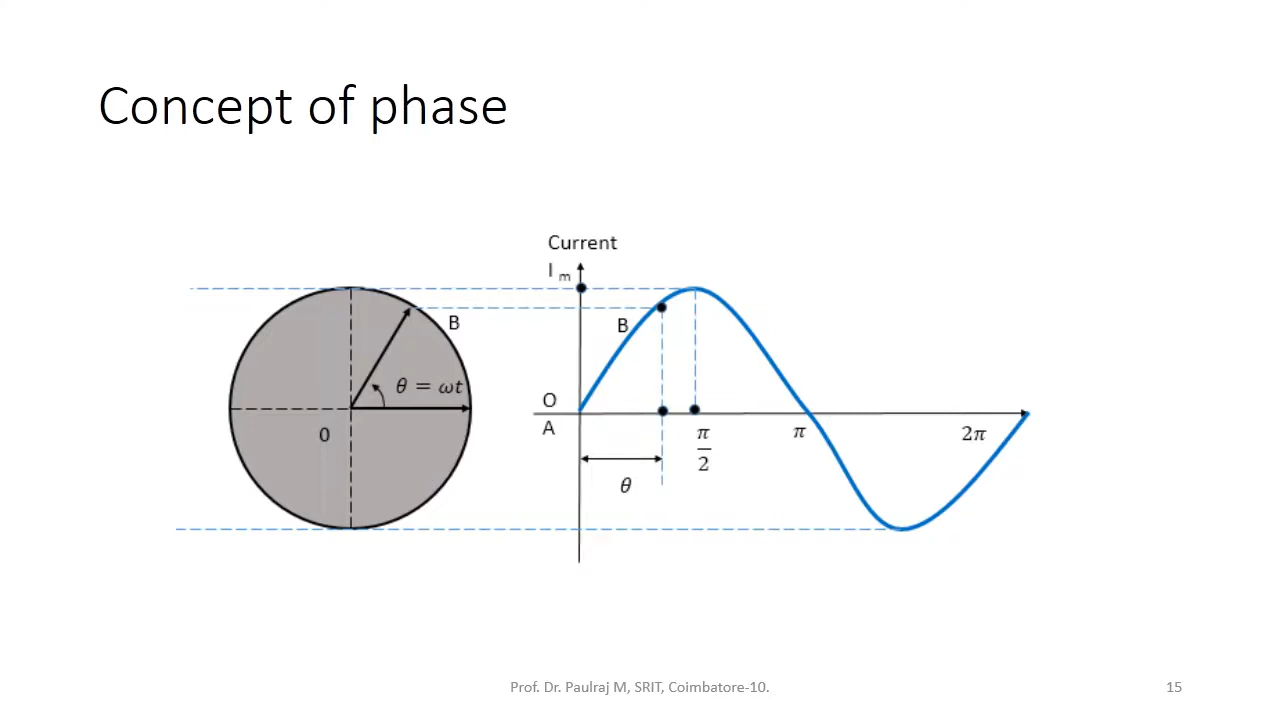 Concept of phase
Current
I m
B
B
θ = ωt
O
A
0
π
2π
π/2
θ
Prof. Dr. Paulraj M, SRIT, Coimbatore-10.
15